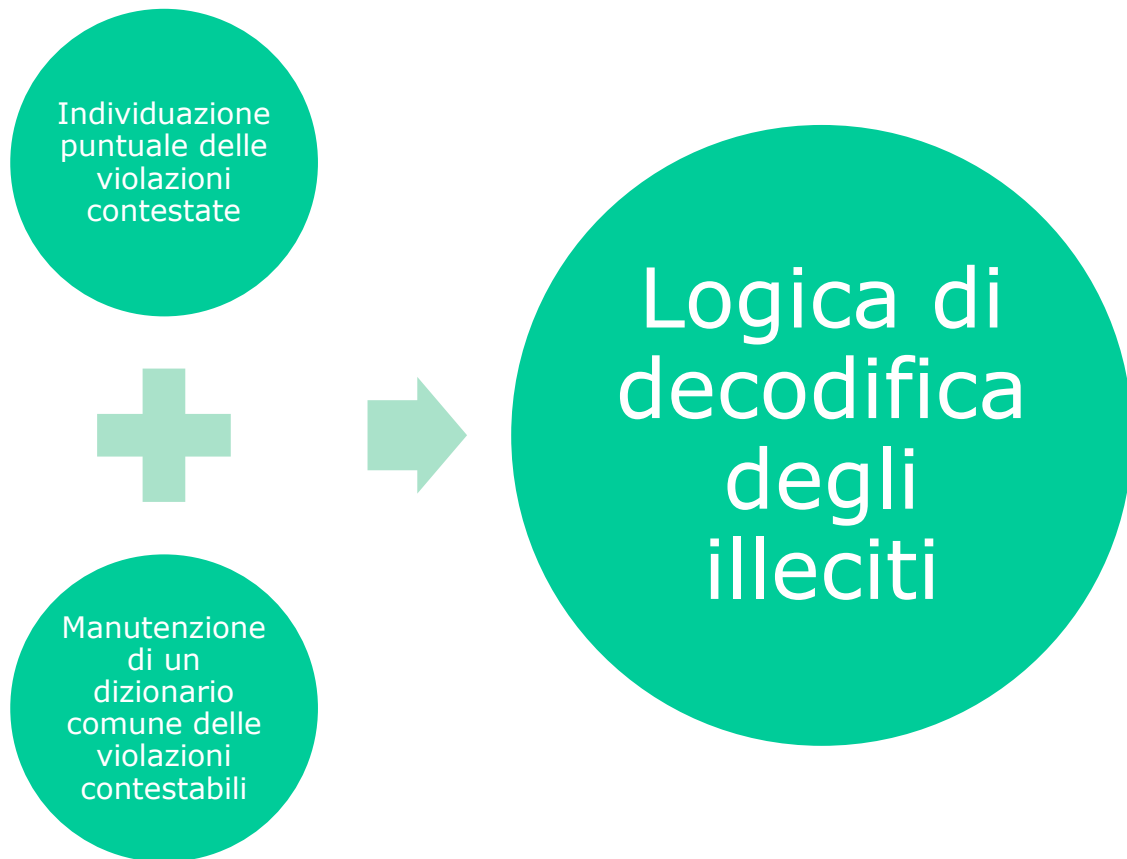 Individuazione
puntuale delle
violazioni
contestate
Manutenzione
di un
dizionario
comune delle
violazioni
contestabili
Logica di
decodifica
degli
illeciti